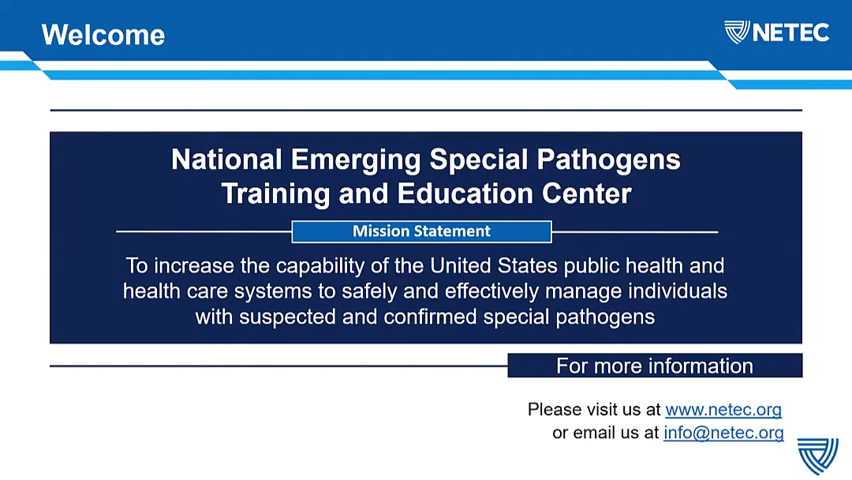 Welcome
NETEC
National Emerging Special Pathogens
Training and Education Center
Mission Statement
To increase the capability of the United States public health and
health care systems to safely and effectively manage individuals
with suspected and confirmed special pathogens
For more information
Please visit us at www.netec.org
or email us at info@netec.org